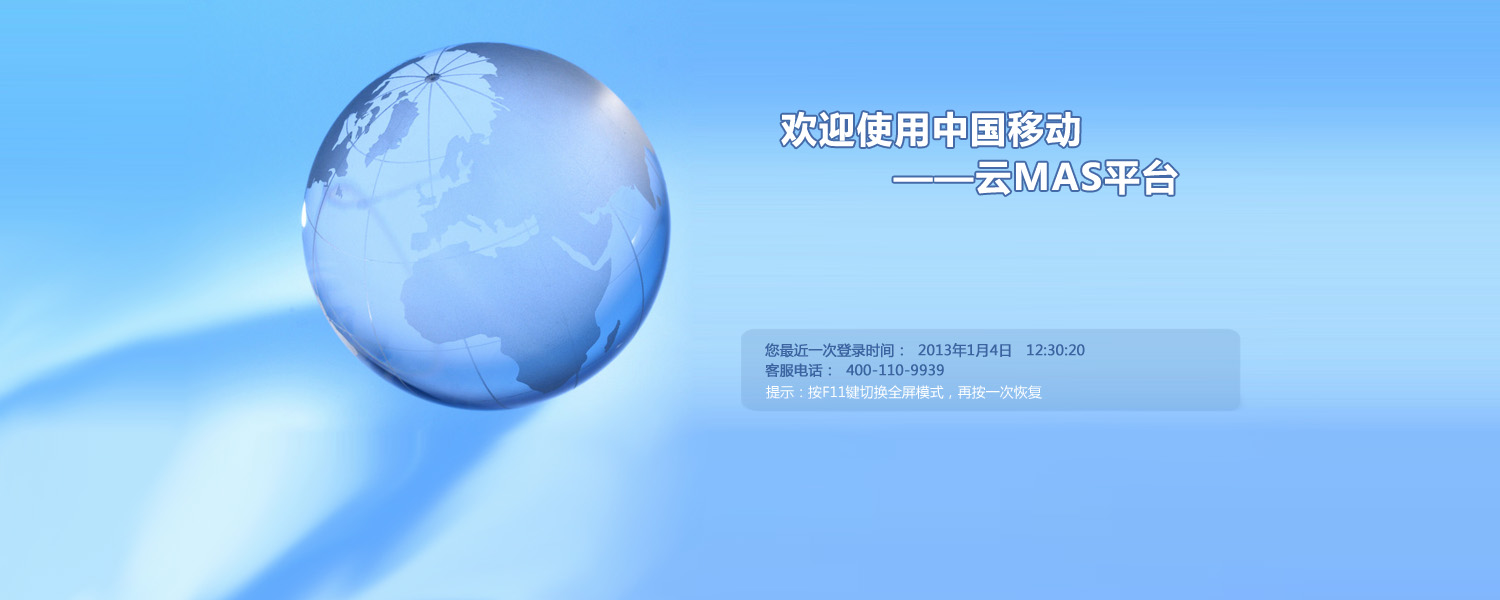 欢迎使用中国移动
——云MAS平台
您最近一次登录时间： 2013年1月4日 12:30:20
客服电话： 400-110-9939
提示：按F11键切换全屏模式，再按一次恢复